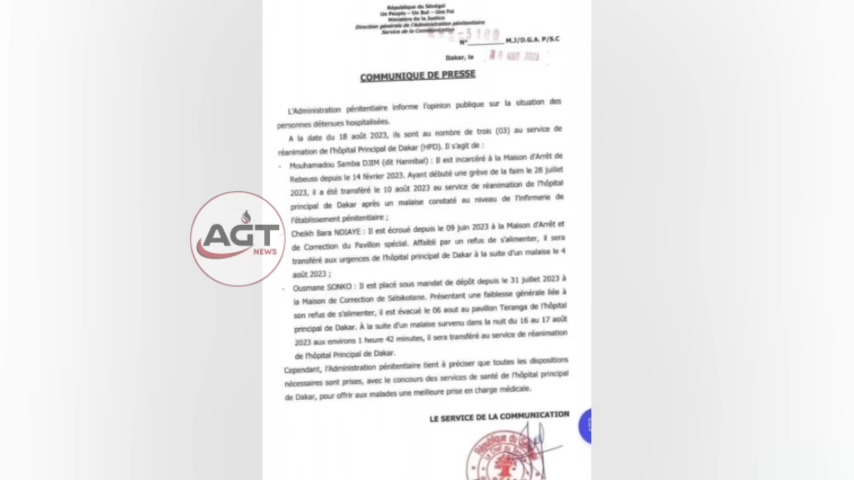 République du Sénégal
Un Peuple – Un But – Une Foi
Ministère de la Justice
Direction générale de l'Administration pénitentiaire
Service de la Communication
N° M.J/D.G.A. P/S.C
Dakar, le AOUT 2023
COMMUNIQUE DE PRESSE
L'Administration pénitentiaire informe l'opinion publique sur la situation des
personnes détenues hospitalisées.
A la date du 18 août 2023, ils sont au nombre de trois (03) au service de
réanimation de l'hôpital Principal de Dakar (HPD). Il s'agit de :
- Mouhamadou Samba DJIM (dit Hannibal) : Il est incarcéré à la Maison d'Arrêt de
Rebeuss depuis le 14 février 2023. Ayant débuté une grève de la faim le 28 juillet
2023, il a été transféré le 10 août 2023 au service de réanimation de l'hôpital
principal de Dakar après un malaise constaté au niveau de l'infirmerie de
l'établissement pénitentiaire ;
Cheikh Bara NDIAYE : Il est écroué depuis le 09 juin 2023 à la Maison d'Arrêt et
de Correction du Pavillon spécial. Affaibli par un refus de s'alimenter, il sera
transféré aux urgences de l'hôpital principal de Dakar à la suite d'un malaise le 4
août 2023 ;
- Ousmane SONKO : Il est placé sous mandat de dépôt depuis le 31 juillet 2023 à
la Maison de Correction de Sébikotane. Présentant une faiblesse générale liée à
son refus de s'alimenter, il est évacué le 06 aout au pavillon Téranga de l'hôpital
principal de Dakar. À la suite d'un malaise survenu dans la nuit du 16 au 17 août
2023 aux environs 1 heure 42 minutes, il sera transféré au service de réanimation
de l'hôpital Principal de Dakar.
Cependant, l'Administration pénitentiaire tient à préciser que toutes les dispositions
nécessaires sont prises, avec le concours des services de santé de l'hôpital principal
de Dakar, pour offrir aux malades une meilleure prise en charge médicale.
LE SERVICE DE LA COMMUNICATION
République du
AGT
NEWS